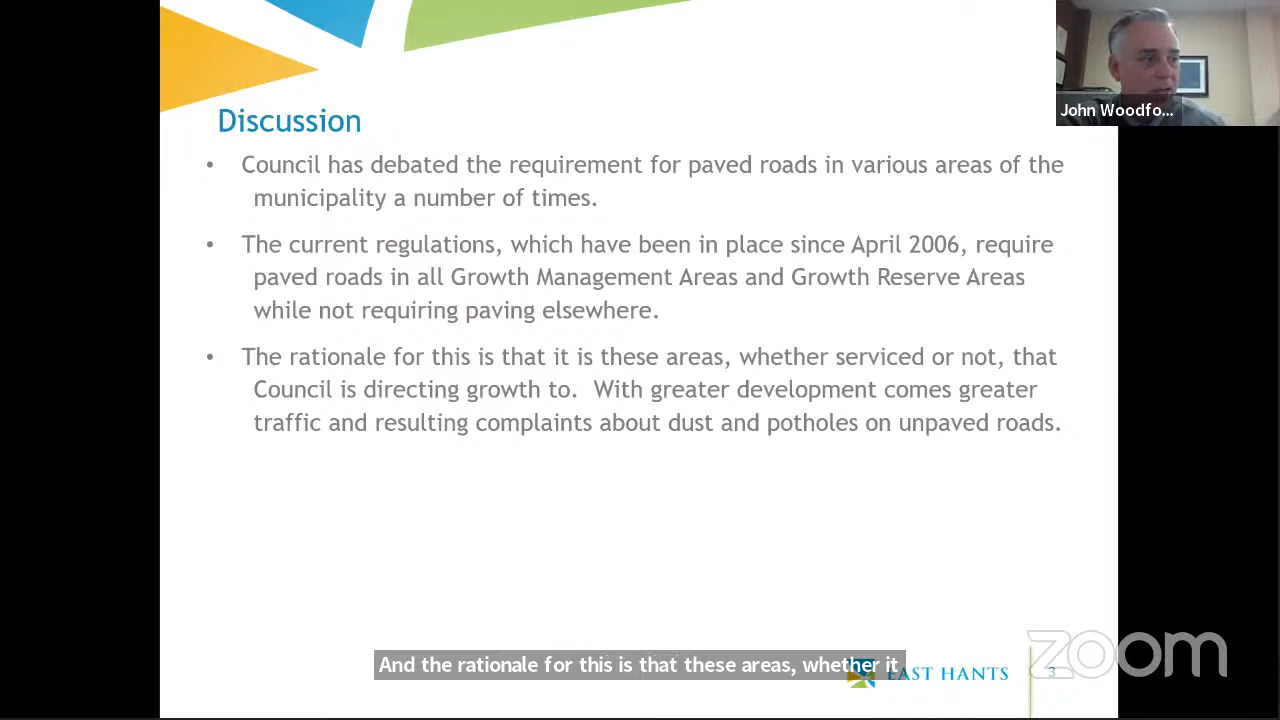 John Woodfo...
Discussion
• Council has debated the requirement for paved roads in various areas of the
municipality a number of times.
• The current regulations, which have been in place since April 2006, require
paved roads in all Growth Management Areas and Growth Reserve Areas
while not requiring paving elsewhere.
• The rationale for this is that it is these areas, whether serviced or not, that
Council is directing growth to. With greater development comes greater
traffic and resulting complaints about dust and potholes on unpaved roads.
And the rationale for this is that these areas, whether it
EAST HANTS
3
zoom